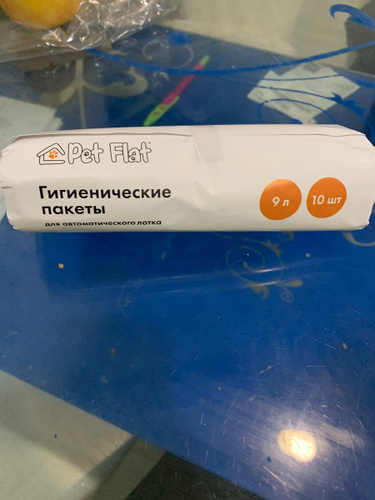 Pet Flat
Гигиенические
пакеты
для автоматического лотка
9 л
10 шт